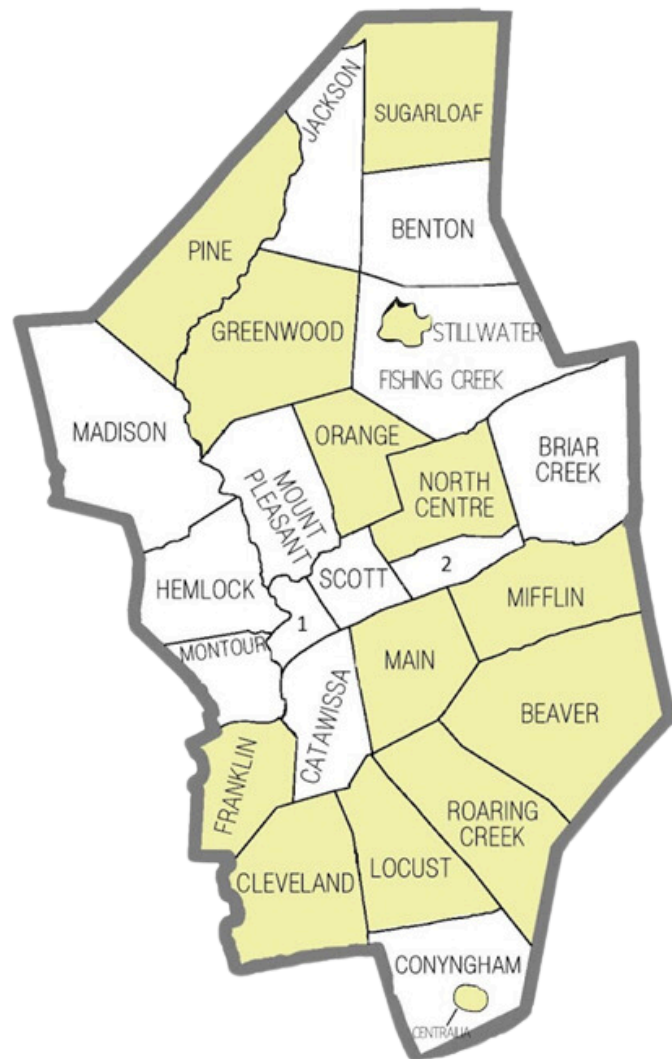 JACKSON
SUGARLOAF
BENTON
PINE
GREENWOOD
STILLWATER
FISHING CREEK
MADISON
ORANGE
BRIAR
CREEK
MOUNT
PLEASANT
NORTH
CENTRE
HEMLOCK
SCOTT
2
MIFFLIN
1
MONTOUR
MAIN
CATAWISSA
BEAVER
FRANKLIN
ROARING
CREEK
LOCUST
CLEVELAND
CONYNGHAM
CENTRALIA